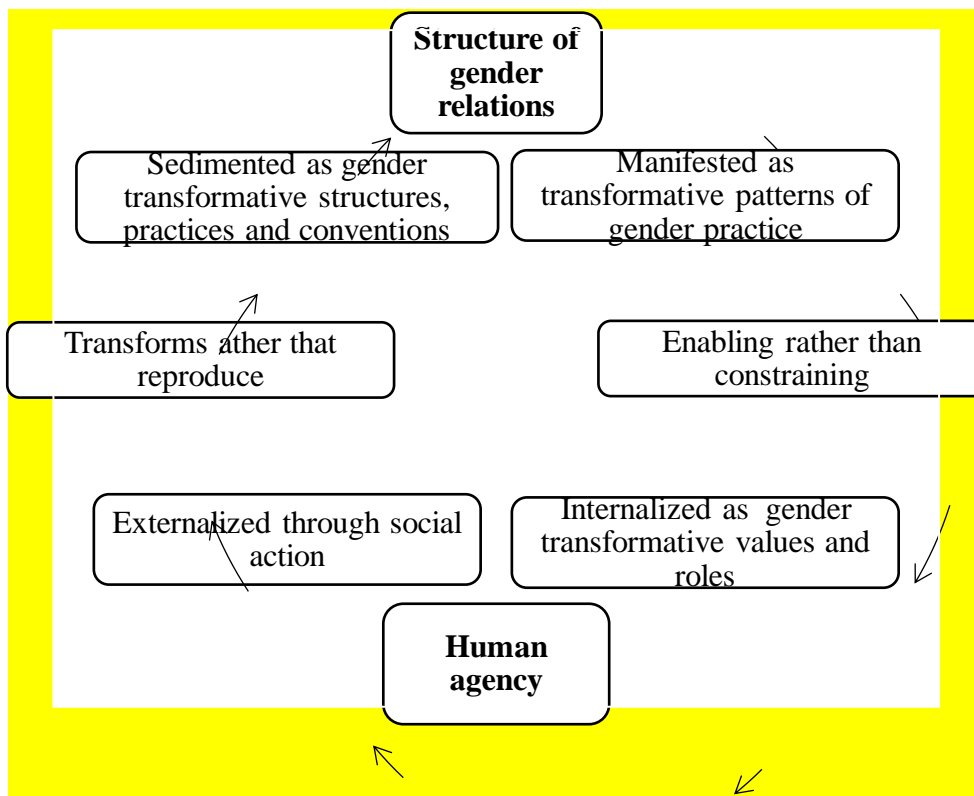 Structure of
gender
relations
Sedimented as gender
transformative structures,
practices and conventions
Manifested as
transformative patterns of
gender practice
Transforms ather that
reproduce
Enabling rather than
constraining
Externalized through social
action
Internalized as gender
transformative values and
roles
Human
agency